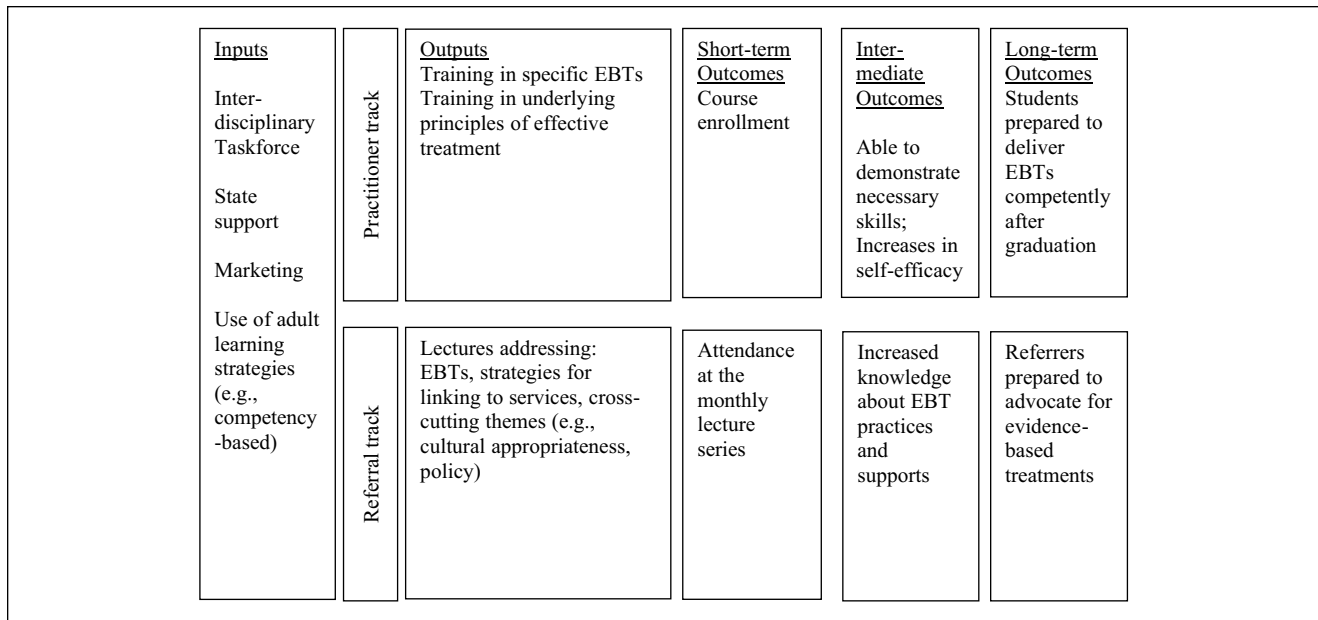 Inputs
Inter-
disciplinary
Taskforce
State
support
Marketing
Use of adult
learning
strategies
(e.g.,
competency
-based)
Practitioner track
Outputs
Training in specific EBTs
Training in underlying
principles of effective
treatment
Short-term
Outcomes
Course
enrollment
Inter-
mediate
Outcomes
Able to
demonstrate
necessary
skills;
Increases in
self-efficacy
Long-term
Outcomes
Students
prepared to
deliver
EBTs
competently
after
graduation
Referral track
Lectures addressing:
EBTs, strategies for
linking to services, cross-
cutting themes (e.g.,
cultural appropriateness,
policy)
Attendance
at the
monthly
lecture
series
Increased
knowledge
about EBT
practices
and
supports
Referrers
prepared to
advocate for
evidence-
based
treatments